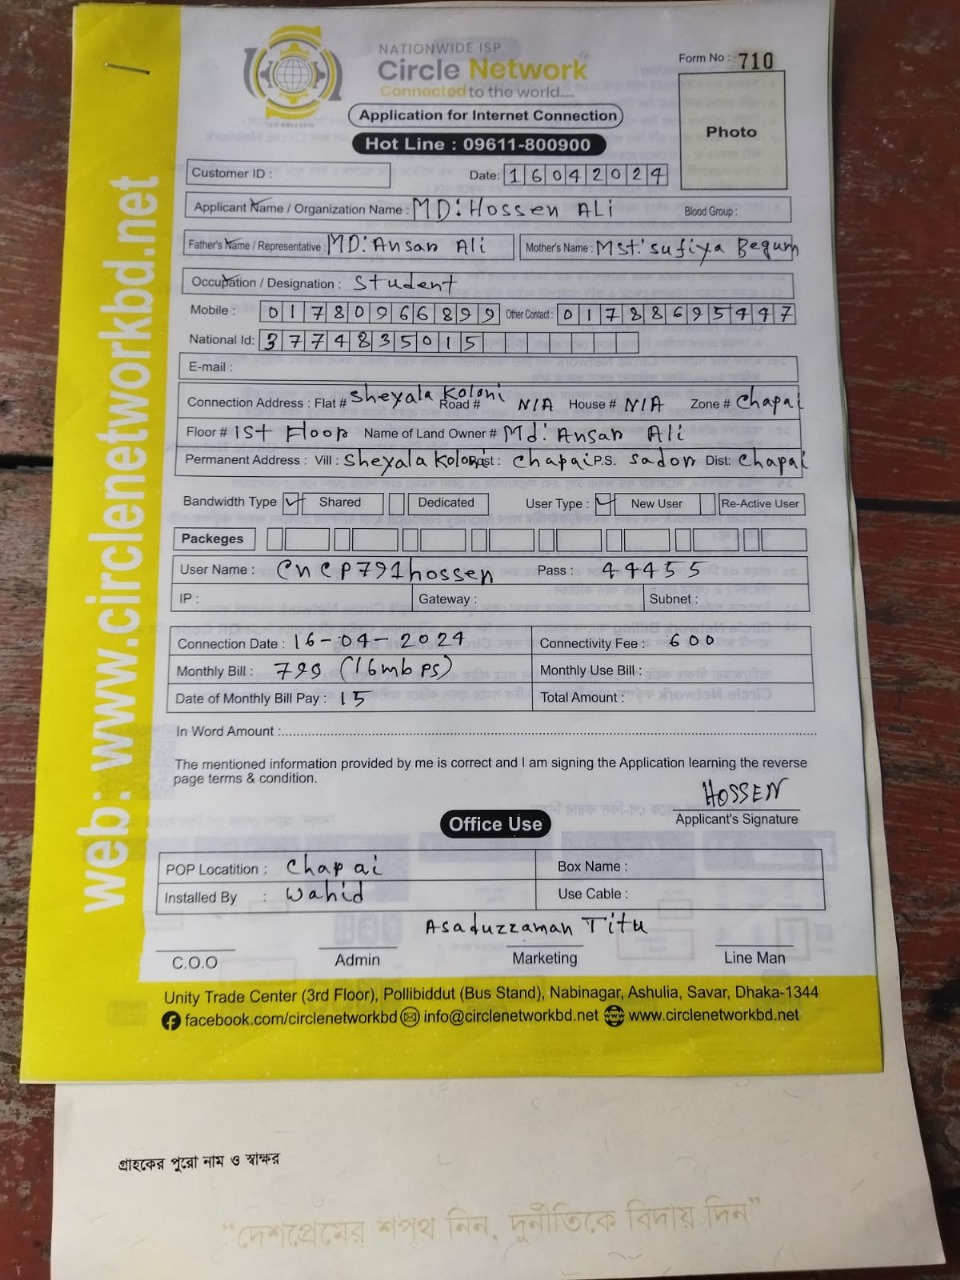 NATIONWIDE ISP
Circle Network
Connected to the world....
Form No : 710
Application for Internet Connection
Photo
Hot Line : 09611-800900
Customer ID :
Date: 16042024
Applicant Name / Organization Name : MD: Hossen ALi Blood Group :
Father's Name / Representative : MD: Ansar Ali Mother's Name : Mst: sufiya Begum
Occupation / Designation : Student
Mobile : 01780966899 Other Contact : 01788695447
National Id: 3774835015
E-mail :
Connection Address : Flat # Sheyala Koloni Road # N/A House # N/A Zone # Chapai
Floor # 1St Floor Name of Land Owner # Md: Ansar Ali
Permanent Address : Vill : Sheyala Koloni Post : Chapai P.S. Sador Dist: Chapai
Bandwidth Type Shared Dedicated User Type : New User Re-Active User
Packeges
User Name : CnCP791hossen Pass : 44455
IP : Gateway : Subnet :
Connection Date : 16-04-2024 Connectivity Fee : 600
Monthly Bill : 799 (16mbps) Monthly Use Bill :
Date of Monthly Bill Pay : 15 Total Amount :
In Word Amount :
The mentioned information provided by me is correct and I am signing the Application learning the reverse
page terms & condition.
HOSSEN
Applicant's Signature
Office Use
POP Locatition : Chapai Box Name :
Installed By : Wahid Use Cable :
Asaduzzaman Titu
C.O.O Admin Marketing Line Man
Unity Trade Center (3rd Floor), Pollibiddut (Bus Stand), Nabinagar, Ashulia, Savar, Dhaka-1344
facebook.com/circlenetworkbd info@circlenetworkbd.net www.circlenetworkbd.net
web: www.circlenetworkbd.net
গ্রাহকের পুরো নাম ও স্বাক্ষর
“দেশপ্রেমের শপথ নিন, দুর্নীতিকে বিদায় দিন”